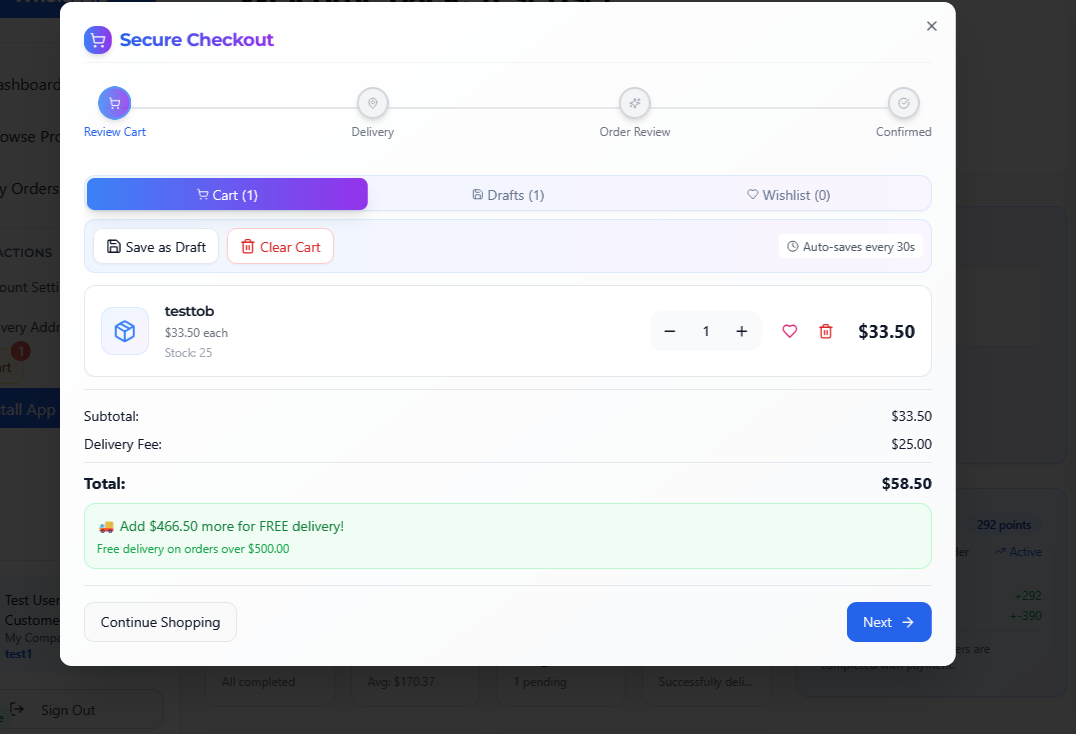 Secure Checkout
Review Cart
Delivery
Order Review
Confirmed
Cart (1)
Drafts (1)
Wishlist (0)
Save as Draft
Clear Cart
Auto-saves every 30s
testtob
$33.50 each
Stock: 25
1
$33.50
Subtotal:
$33.50
Delivery Fee:
$25.00
Total:
$58.50
🚚 Add $466.50 more for FREE delivery!
Free delivery on orders over $500.00
Continue Shopping
Next
ashboard
owse Pro
y Orders
ACTIONS
ount Setti
very Addr
1
rt
tall App
Test User
Custome
My Compa
test1
Sign Out
292 points
der
Active
+292
+-390
ers are
completed with payment.
All completed
Avg: $170.37
1 pending
Successfully deli...